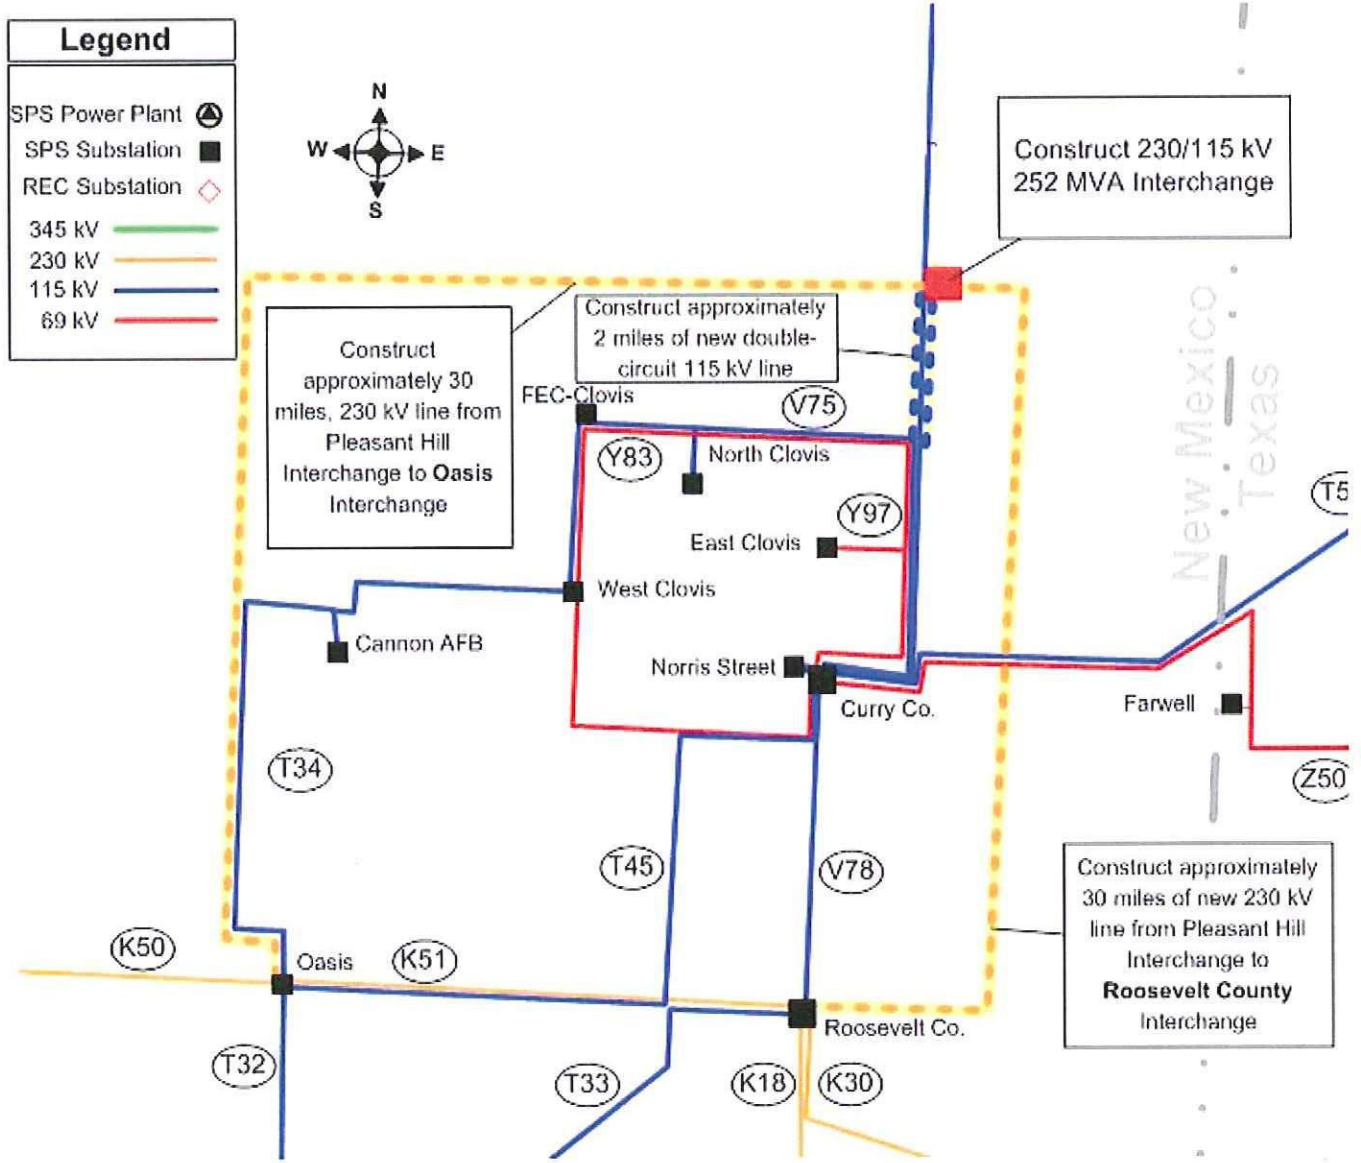 Legend
SPS Power Plant
SPS Substation
REC Substation
345 kV
230 kV
115 kV
69 kV
N
W
E
S
Construct 230/115 kV
252 MVA Interchange
Construct
approximately 30
miles, 230 kV line from
Pleasant Hill
Interchange to Oasis
Interchange
Construct approximately
2 miles of new double-
circuit 115 kV line
FEC-Clovis
V75
Y83
North Clovis
Y97
East Clovis
West Clovis
Cannon AFB
Norris Street
Curry Co.
New Mexico
Texas
T5
Farwell
Z50
T34
T45
V78
Construct approximately
30 miles of new 230 kV
line from Pleasant Hill
Interchange to
Roosevelt County
Interchange
K50
Oasis
K51
Roosevelt Co.
T32
T33
K18
K30